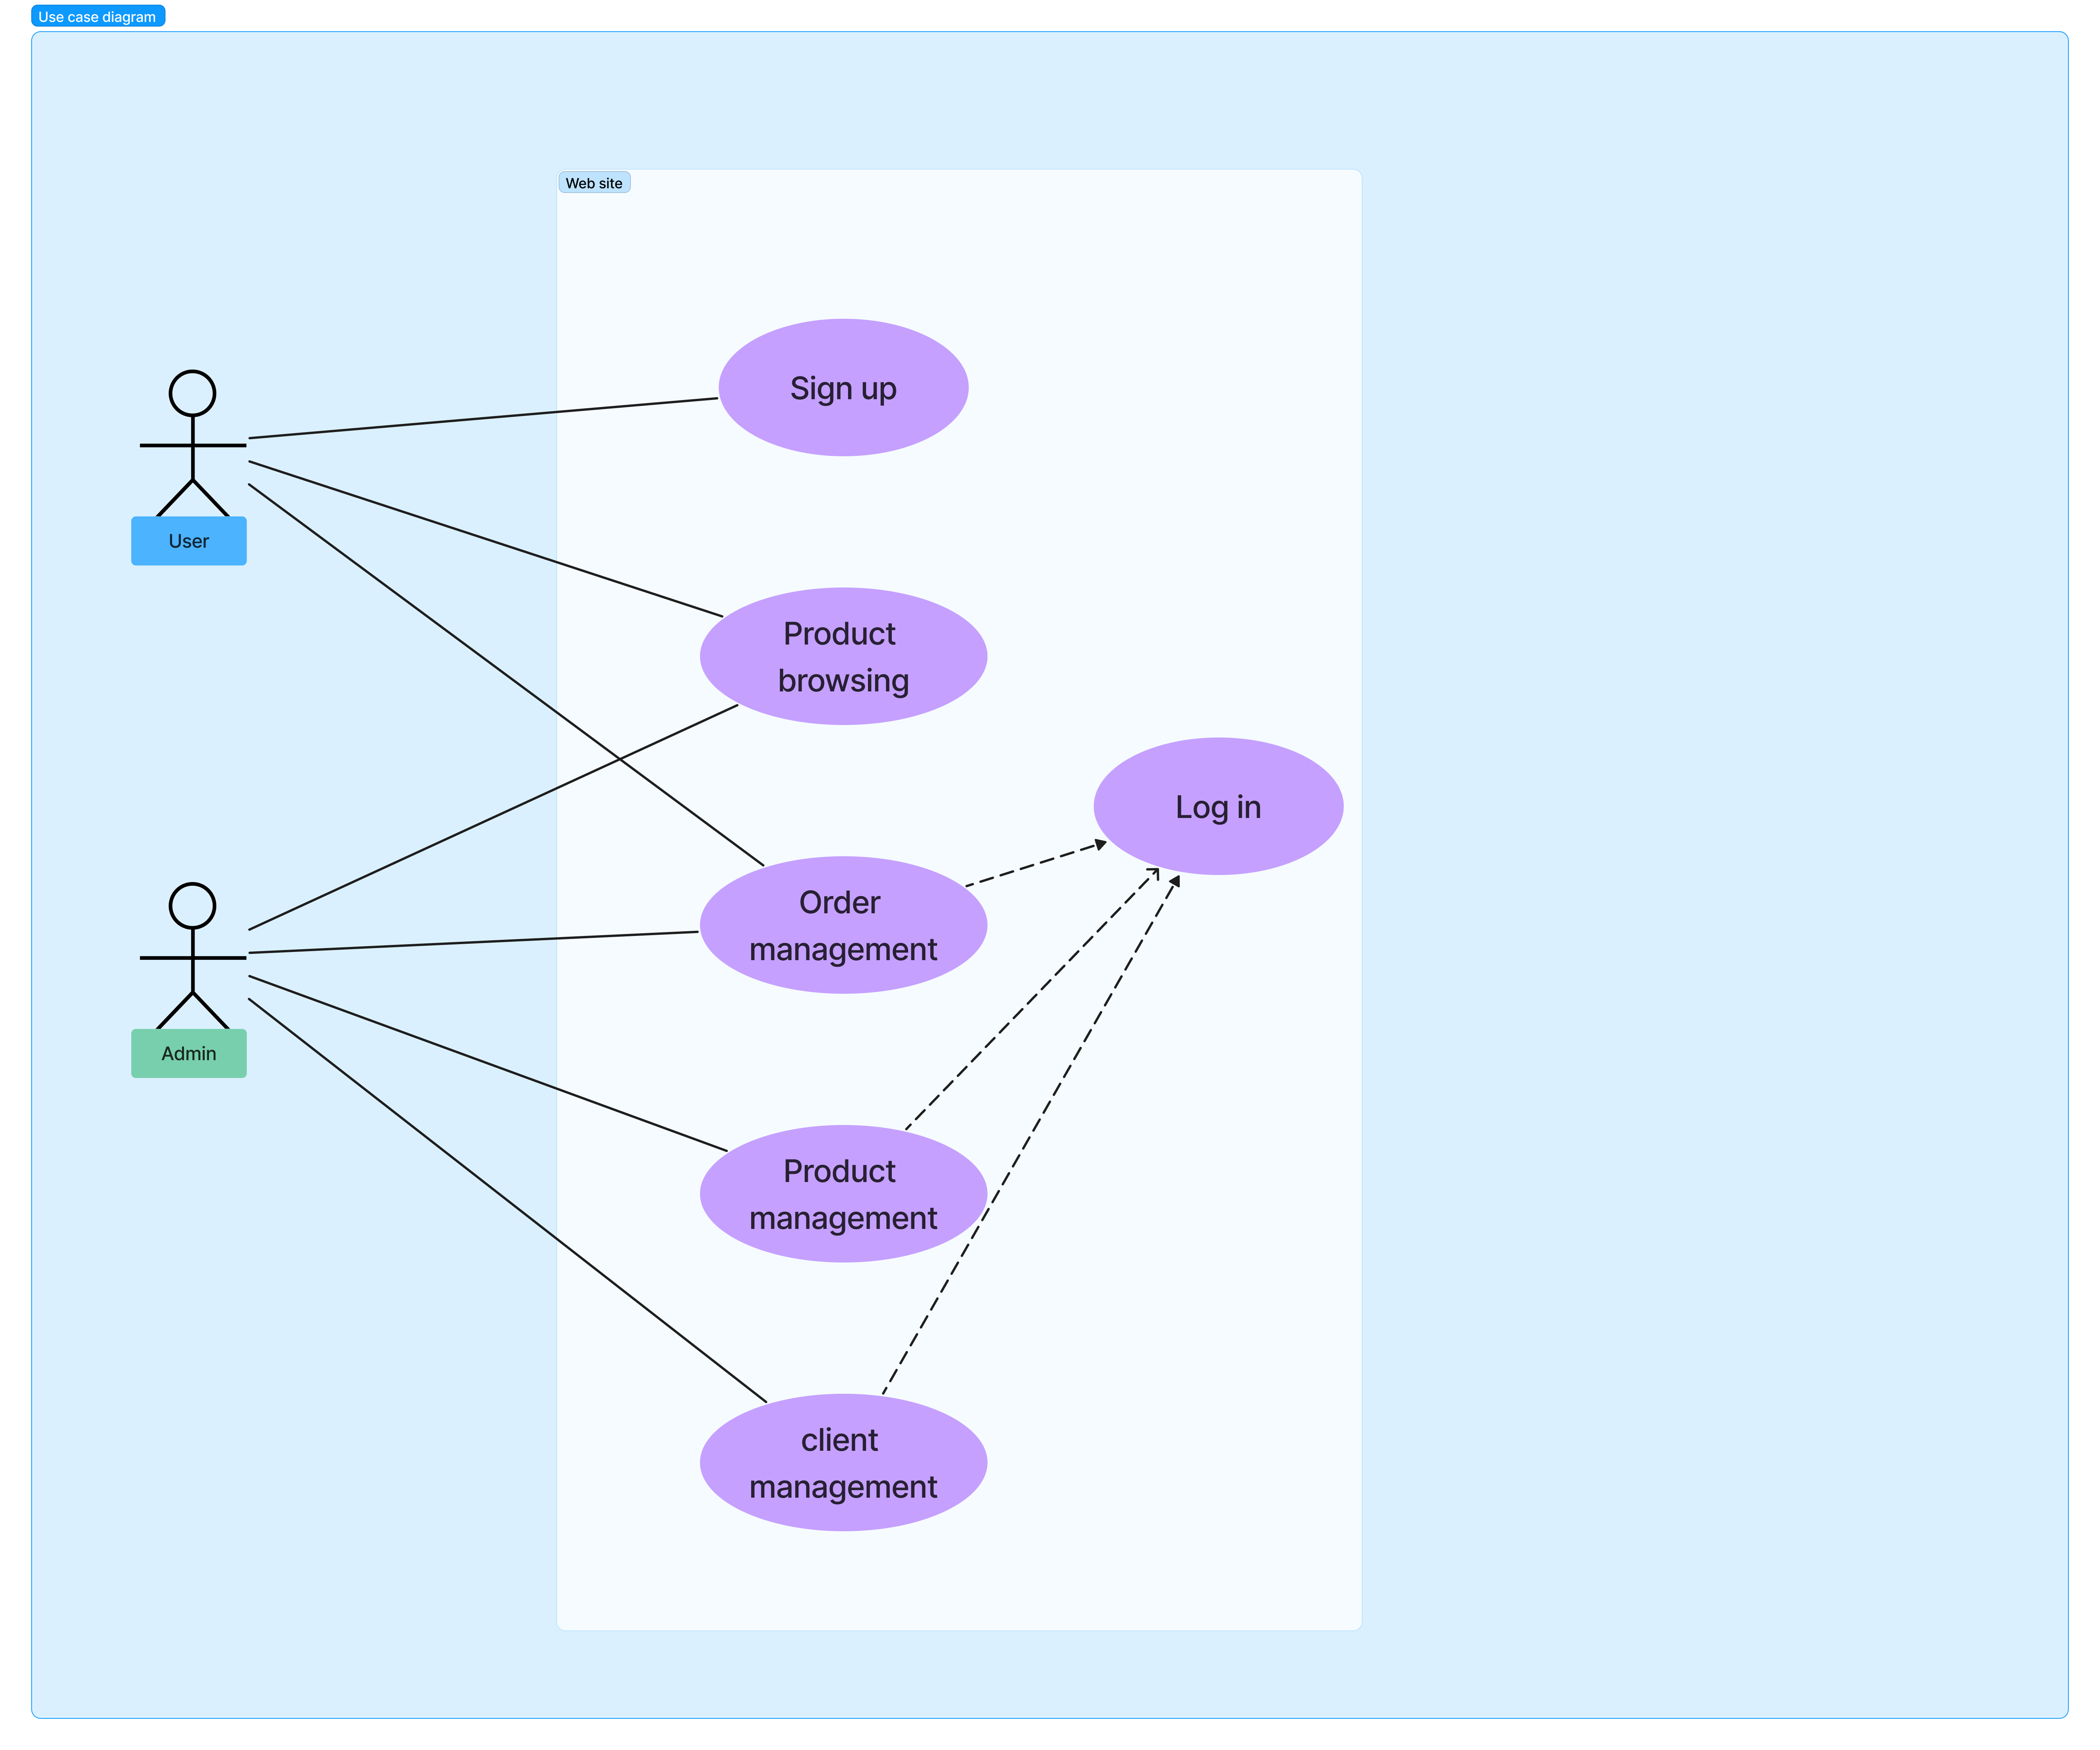 Use case diagram
Web site
Sign up
User
Product
browsing
Log in
Order
management
Admin
Product
management
client
management